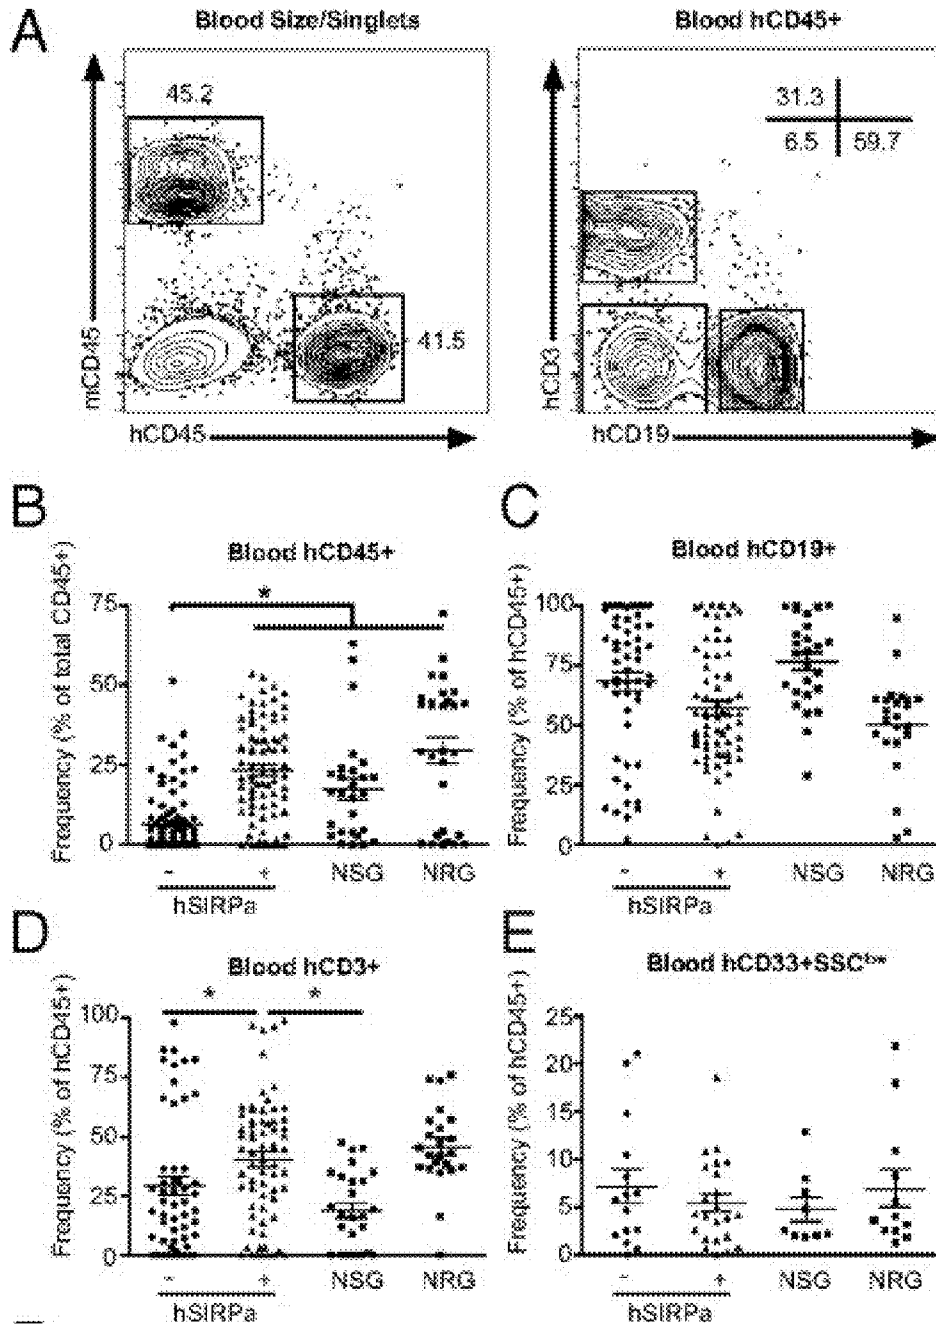 A
Blood Size/Singlets
Blood hCD45+
45.2
41.5
mCD45
hCD45
31.3
6.5 59.7
hCD3
hCD19
B
Blood hCD45+
Frequency (% of total CD45+)
*
75
50
25
0
- + NSG NRG
hSIRPa
C
Blood hCD19+
Frequency (% of hCD45+)
100
75
50
25
0
- + NSG NRG
hSIRPa
D
Blood hCD3+
Frequency (% of hCD45+)
* *
100
75
50
25
0
- + NSG NRG
hSIRPa
E
Blood hCD33+SSC
Frequency (% of hCD45+)
25
20
15
10
5
0
- + NSG NRG
hSIRPa